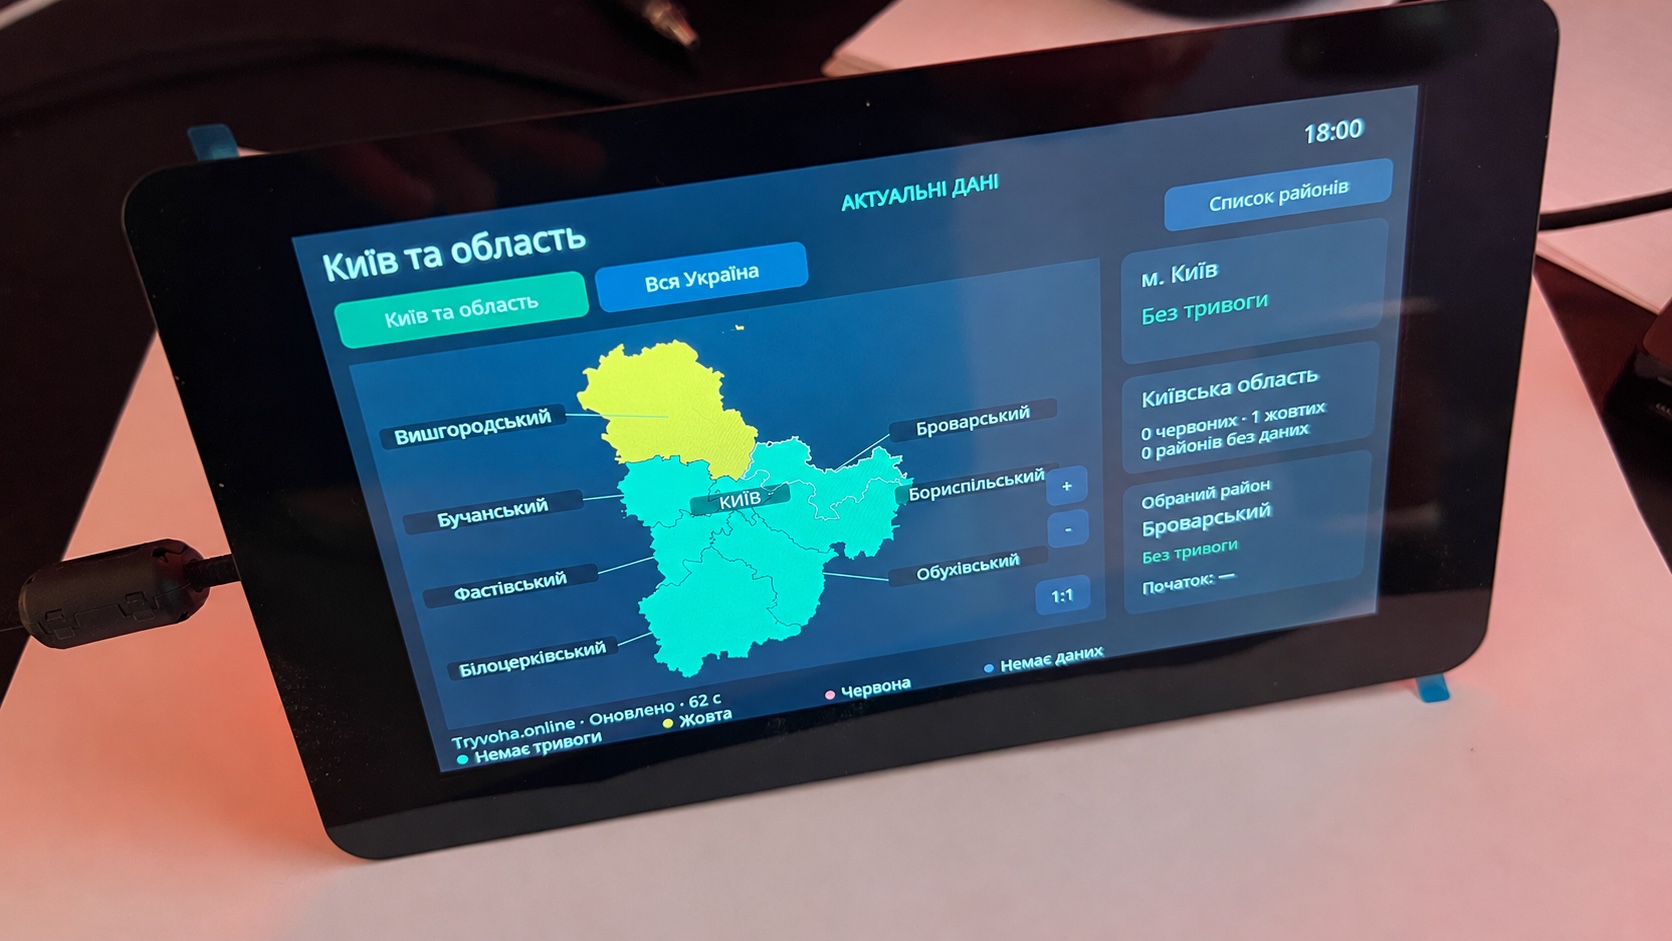 18:00
АКТУАЛЬНІ ДАНІ
Список районів
Київ та область
Київ та область
Вся Україна
Вишгородський
Бучанський
Фастівський
Білоцерківський
КИЇВ
Броварський
Бориспільський
Обухівський
+
-
1:1
м. Київ
Без тривоги
Київська область
0 червоних · 1 жовтих
0 районів без даних
Обраний район
Броварський
Без тривоги
Початок: —
Tryvoha.online · Оновлено · 62 с
Немає тривоги
Жовта
Червона
Немає даних